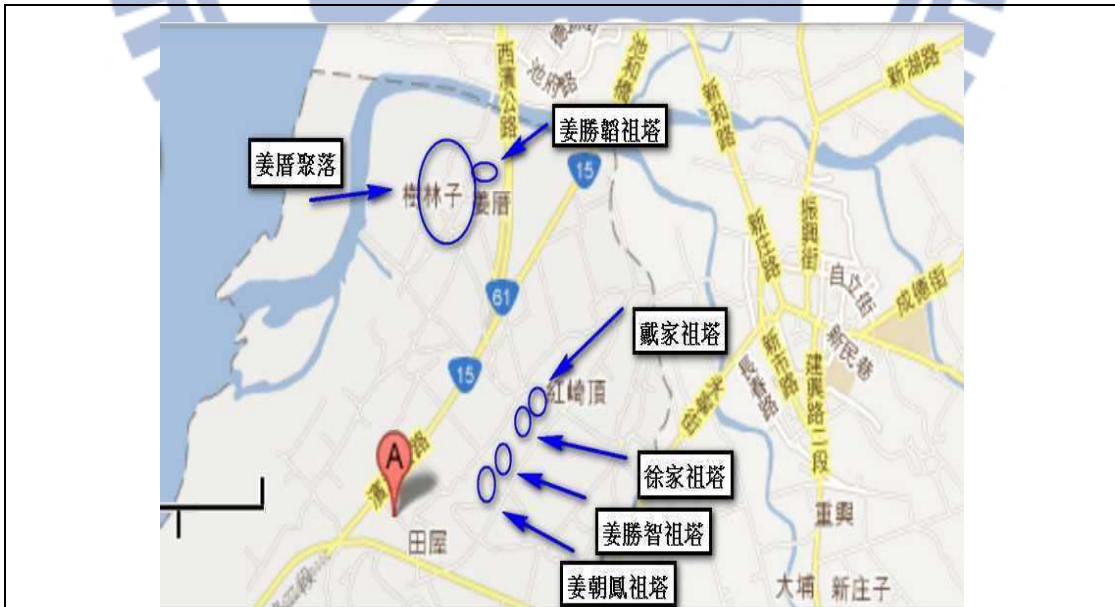 西濱公路
池府路
池和橋
新和路
新湖路
姜勝韜祖塔
姜厝聚落
15
樹林子
姜厝
新庄路
振興街
自立街
成德街
61
戴家祖塔
新市路
新民巷
長春路
建興路二段
15
紅崎頂
A
徐家祖塔
重興
田屋
姜勝智祖塔
姜朝鳳祖塔
大埔
新庄子